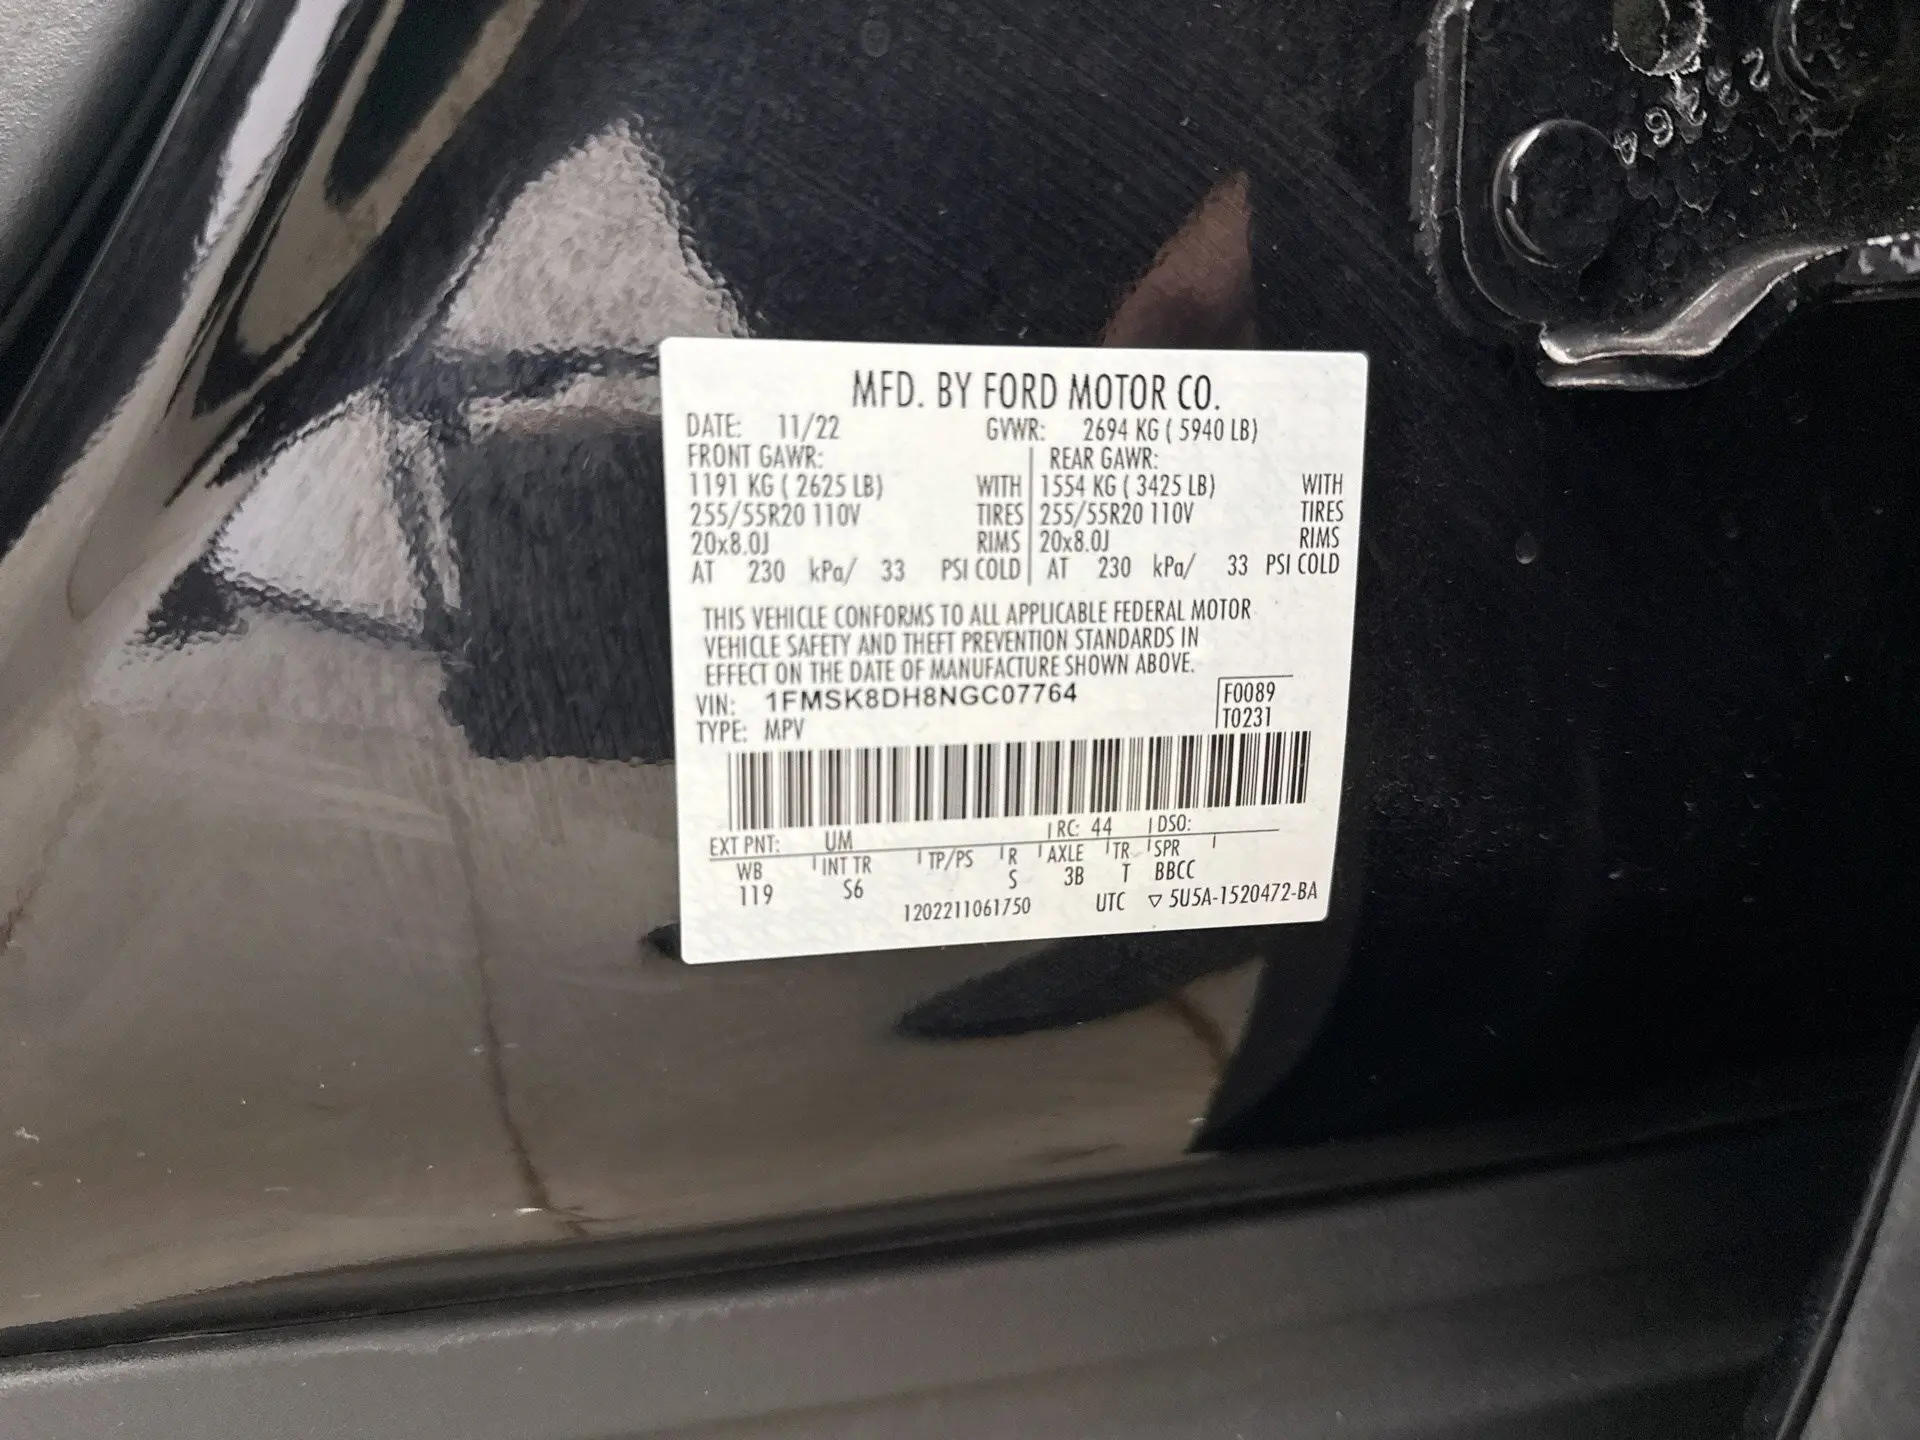 MFD. BY FORD MOTOR CO.
DATE: 11/22 GVWR: 2694 KG ( 5940 LB)
FRONT GAWR: REAR GAWR:
1191 KG ( 2625 LB) WITH 1554 KG ( 3425 LB) WITH
255/55R20 110V TIRES 255/55R20 110V TIRES
20x8.0J RIMS 20x8.0J RIMS
AT 230 kPa/ 33 PSI COLD AT 230 kPa/ 33 PSI COLD
THIS VEHICLE CONFORMS TO ALL APPLICABLE FEDERAL MOTOR
VEHICLE SAFETY AND THEFT PREVENTION STANDARDS IN
EFFECT ON THE DATE OF MANUFACTURE SHOWN ABOVE.
VIN: 1FMSK8DH8NGC07764 F0089
TYPE: MPV T0231
EXT PNT: UM RC: 44 DSO:
WB INT TR TP/PS R AXLE TR SPR
119 S6 S 3B T BBCC
1202211061750 UTC ▽ 5U5A-1520472-BA